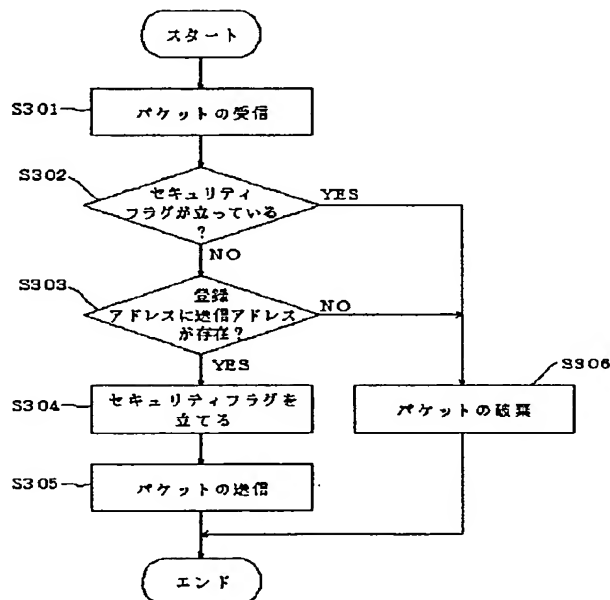 スタート
S301
パケットの受信
S302
セキュリティ
フラグが立っている
?
YES
NO
S303
登録
アドレスに送信アドレス
が存在?
NO
YES
S304
セキュリティフラグを
立てる
S306
パケットの破棄
S305
パケットの送信
エンド